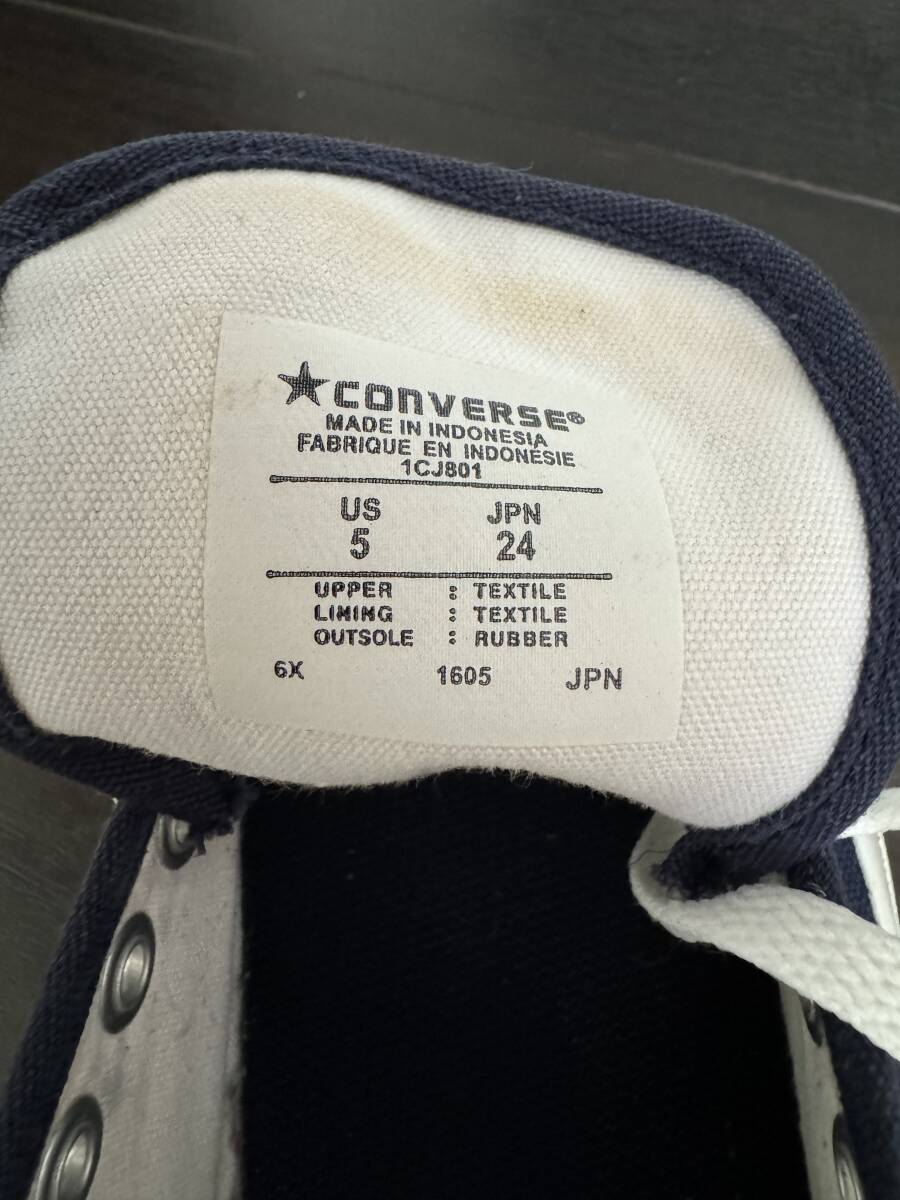 CONVERSE®
MADE IN INDONESIA
FABRIQUE EN INDONÉSIE
1CJ801
US JPN
5 24
UPPER : TEXTILE
LINING : TEXTILE
OUTSOLE : RUBBER
6X 1605 JPN